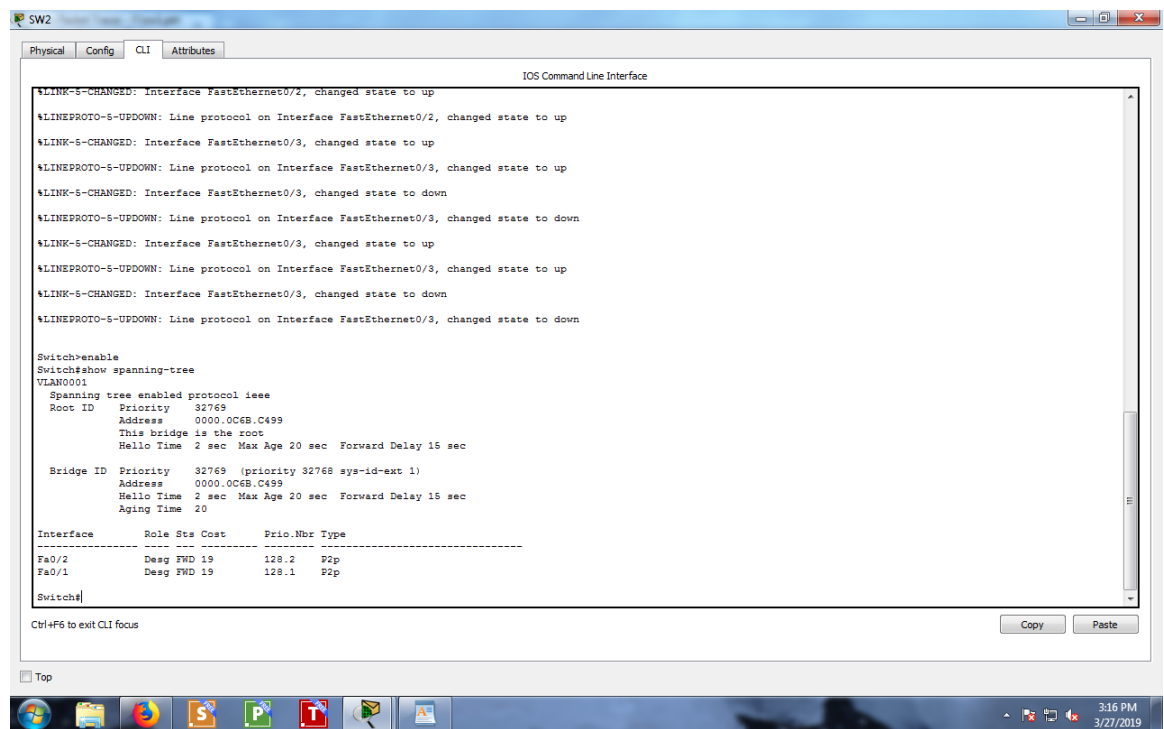 SW2
Physical Config CLI Attributes
IOS Command Line Interface
%LINK-5-CHANGED: Interface FastEthernet0/2, changed state to up
%LINEPROTO-5-UPDOWN: Line protocol on Interface FastEthernet0/2, changed state to up
%LINK-5-CHANGED: Interface FastEthernet0/3, changed state to up
%LINEPROTO-5-UPDOWN: Line protocol on Interface FastEthernet0/3, changed state to up
%LINK-5-CHANGED: Interface FastEthernet0/3, changed state to down
%LINEPROTO-5-UPDOWN: Line protocol on Interface FastEthernet0/3, changed state to down
%LINK-5-CHANGED: Interface FastEthernet0/3, changed state to up
%LINEPROTO-5-UPDOWN: Line protocol on Interface FastEthernet0/3, changed state to up
%LINK-5-CHANGED: Interface FastEthernet0/3, changed state to down
%LINEPROTO-5-UPDOWN: Line protocol on Interface FastEthernet0/3, changed state to down
Switch>enable
Switch#show spanning-tree
VLAN0001
Spanning tree enabled protocol ieee
Root ID Priority 32769
Address 0000.0C6B.C499
This bridge is the root
Hello Time 2 sec Max Age 20 sec Forward Delay 15 sec
Bridge ID Priority 32769 (priority 32768 sys-id-ext 1)
Address 0000.0C6B.C499
Hello Time 2 sec Max Age 20 sec Forward Delay 15 sec
Aging Time 20
Interface Role Sts Cost Prio.Nbr Type
---------------- ---- --- --------- -------- --------------------------------
Fa0/2 Desg FWD 19 128.2 P2p
Fa0/1 Desg FWD 19 128.1 P2p
Switch#
Ctrl+F6 to exit CLI focus
Copy Paste
Top
S P T A
3:16 PM
3/27/2019